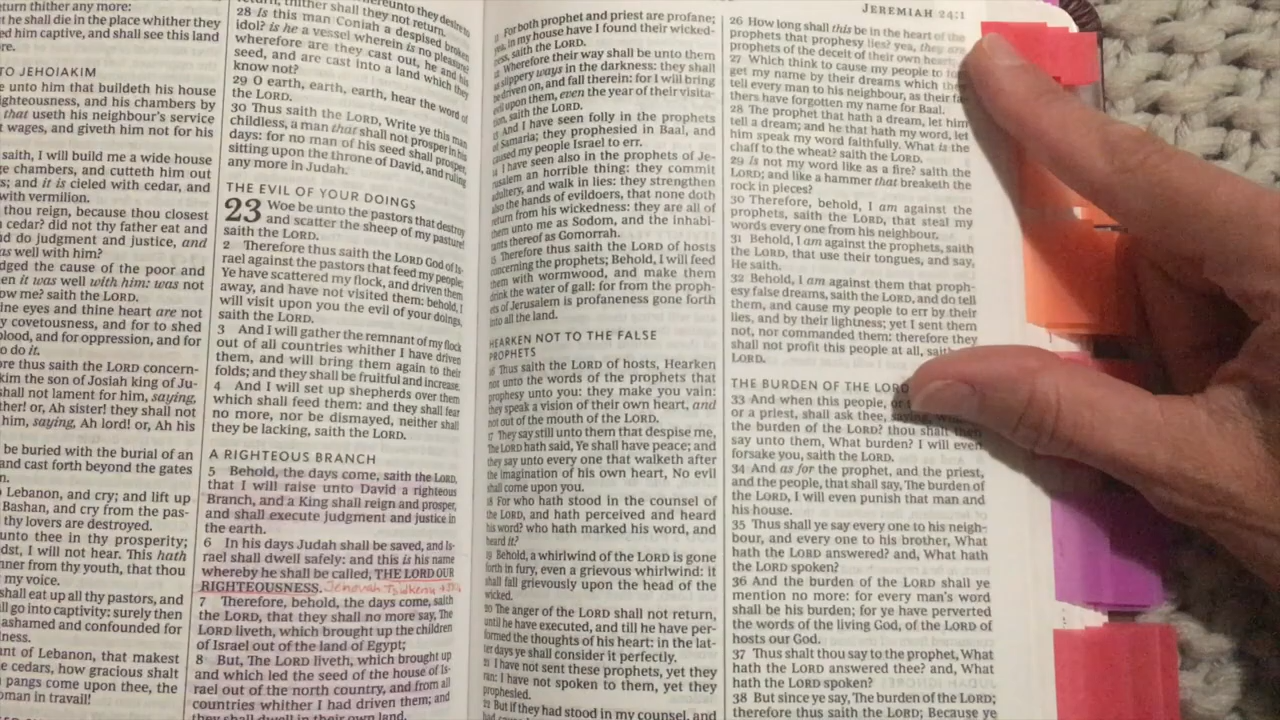 JEREMIAH 24:1
eturn thither any more:
t he shall die in the place whither they
ed him captive, and shall see this land
re.
TO JEHOIAKIM
e unto him that buildeth his house
ighteousness, and his chambers by
that useth his neighbour's service
t wages, and giveth him not for his
saith, I will build me a wide house
ge chambers, and cutteth him out
s; and it is cieled with cedar, and
with vermilion.
thou reign, because thou closest
cedar? did not thy father eat and
nd do judgment and justice, and
as well with him?
dged the cause of the poor and
en it was well with him: was not
ow me? saith the LORD.
ine eyes and thine heart are not
y covetousness, and for to shed
blood, and for oppression, and for
o do it.
ore thus saith the LORD concern-
kim the son of Josiah king of Ju-
shall not lament for him, saying,
ther! or, Ah sister! they shall not
him, saying, Ah lord! or, Ah his
be buried with the burial of an
and cast forth beyond the gates
Lebanon, and cry; and lift up
Bashan, and cry from the pas-
thy lovers are destroyed.
unto thee in thy prosperity;
dst, I will not hear. This hath
nner from thy youth, that thou
my voice.
shall eat up all thy pastors, and
ll go into captivity: surely then
ashamed and confounded for
ness.
ant of Lebanon, that makest
e cedars, how gracious shalt
pangs come upon thee, the
oman in travail!
return, thither shall they not return.
28 Is this man Coniah a despised broken
idol? is he a vessel wherein is no pleasure?
wherefore are they cast out, he and his
seed, and are cast into a land which they
know not?
29 O earth, earth, earth, hear the word of
the LORD.
30 Thus saith the LORD, Write ye this man
childless, a man that shall not prosper in his
days: for no man of his seed shall prosper,
sitting upon the throne of David, and ruling
any more in Judah.
THE EVIL OF YOUR DOINGS
23 Woe be unto the pastors that destroy
and scatter the sheep of my pasture!
saith the LORD.
2 Therefore thus saith the LORD God of Is-
rael against the pastors that feed my people;
Ye have scattered my flock, and driven them
away, and have not visited them: behold, I
will visit upon you the evil of your doings,
saith the LORD.
3 And I will gather the remnant of my flock
out of all countries whither I have driven
them, and will bring them again to their
folds; and they shall be fruitful and increase.
4 And I will set up shepherds over them
which shall feed them: and they shall fear
no more, nor be dismayed, neither shall
they be lacking, saith the LORD.
A RIGHTEOUS BRANCH
5 Behold, the days come, saith the LORD,
that I will raise unto David a righteous
Branch, and a King shall reign and prosper,
and shall execute judgment and justice in
the earth.
6 In his days Judah shall be saved, and Is-
rael shall dwell safely: and this is his name
whereby he shall be called, THE LORD OUR
RIGHTEOUSNESS. Jehovah Tsidkenu
7 Therefore, behold, the days come, saith
the LORD, that they shall no more say, The
LORD liveth, which brought up the children
of Israel out of the land of Egypt;
8 But, The LORD liveth, which brought up
and which led the seed of the house of Is-
rael out of the north country, and from all
countries whither I had driven them; and
they shall dwell in their own land.
11 For both prophet and priest are profane;
yea, in my house have I found their wicked-
ness, saith the LORD.
Wherefore their way shall be unto them
as slippery ways in the darkness: they shall
be driven on, and fall therein: for I will bring
evil upon them, even the year of their visita-
tion, saith the LORD.
And I have seen folly in the prophets
of Samaria; they prophesied in Baal, and
caused my people Israel to err.
I have seen also in the prophets of Je-
rusalem an horrible thing: they commit
adultery, and walk in lies: they strengthen
also the hands of evildoers, that none doth
return from his wickedness: they are all of
them unto me as Sodom, and the inhabi-
tants thereof as Gomorrah.
15 Therefore thus saith the LORD of hosts
concerning the prophets; Behold, I will feed
them with wormwood, and make them
drink the water of gall: for from the proph-
ets of Jerusalem is profaneness gone forth
into all the land.
HEARKEN NOT TO THE FALSE
PROPHETS
16 Thus saith the LORD of hosts, Hearken
not unto the words of the prophets that
prophesy unto you: they make you vain:
they speak a vision of their own heart, and
not out of the mouth of the LORD.
17 They say still unto them that despise me,
The LORD hath said, Ye shall have peace; and
they say unto every one that walketh after
the imagination of his own heart, No evil
shall come upon you.
18 For who hath stood in the counsel of
the LORD, and hath perceived and heard
his word? who hath marked his word, and
heard it?
19 Behold, a whirlwind of the LORD is gone
forth in fury, even a grievous whirlwind: it
shall fall grievously upon the head of the
wicked.
20 The anger of the LORD shall not return,
until he have executed, and till he have per-
formed the thoughts of his heart: in the lat-
ter days ye shall consider it perfectly.
21 I have not sent these prophets, yet they
ran: I have not spoken to them, yet they
prophesied.
22 But if they had stood in my counsel, and
26 How long shall this be in the heart of the
prophets that prophesy lies? yea, they are
prophets of the deceit of their own heart;
27 Which think to cause my people to
get my name by their dreams which they
tell every man to his neighbour, as their fa-
thers have forgotten my name for Baal.
28 The prophet that hath a dream, let him
tell a dream; and he that hath my word, let
him speak my word faithfully. What is the
chaff to the wheat? saith the LORD.
29 Is not my word like as a fire? saith the
LORD; and like a hammer that breaketh the
rock in pieces?
30 Therefore, behold, I am against the
prophets, saith the LORD, that steal my
words every one from his neighbour.
31 Behold, I am against the prophets, saith
the LORD, that use their tongues, and say,
He saith.
32 Behold, I am against them that proph-
esy false dreams, saith the LORD, and do tell
them, and cause my people to err by their
lies, and by their lightness; yet I sent them
not, nor commanded them: therefore they
shall not profit this people at all, saith
LORD.
THE BURDEN OF THE LORD
33 And when this people, or
or a priest, shall ask thee, saying, What
the burden of the LORD? thou shalt then
say unto them, What burden? I will even
forsake you, saith the LORD.
34 And as for the prophet, and the priest,
and the people, that shall say, The burden of
the LORD, I will even punish that man and
his house.
35 Thus shall ye say every one to his neigh-
bour, and every one to his brother, What
hath the LORD answered? and, What hath
the LORD spoken?
36 And the burden of the LORD shall ye
mention no more: for every man's word
shall be his burden; for ye have perverted
the words of the living God, of the LORD of
hosts our God.
37 Thus shalt thou say to the prophet, What
hath the LORD answered thee? and, What
hath the LORD spoken?
38 But since ye say, The burden of the LORD;
therefore thus saith the LORD; Because ye